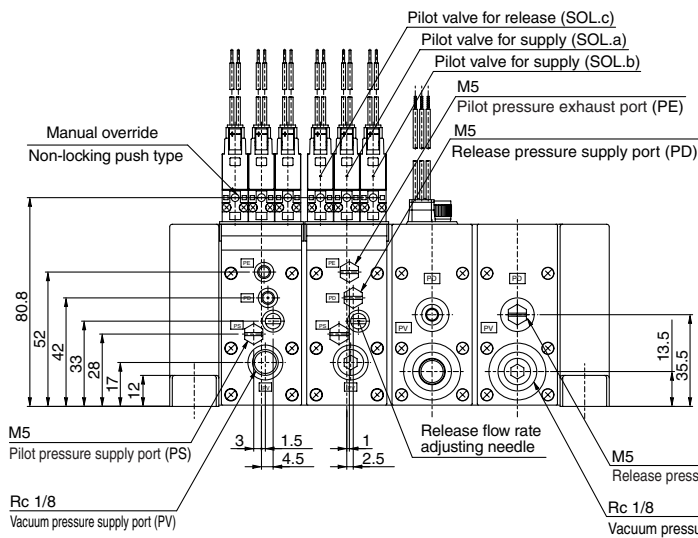 Pilot valve for release (SOL.c)
Pilot valve for supply (SOL.a)
Pilot valve for supply (SOL.b)
M5
Pilot pressure exhaust port (PE)
M5
Release pressure supply port (PD)
Manual override
Non-locking push type
PE
PE
PD
PD
PD
PD
PS
PS
PV
PV
PV
80.8
52
42
33
28
17
12
13.5
35.5
3
1.5
4.5
1
2.5
M5
Pilot pressure supply port (PS)
Release flow rate
adjusting needle
M5
Release press
Rc 1/8
Vacuum pressure supply port (PV)
Rc 1/8
Vacuum pressu